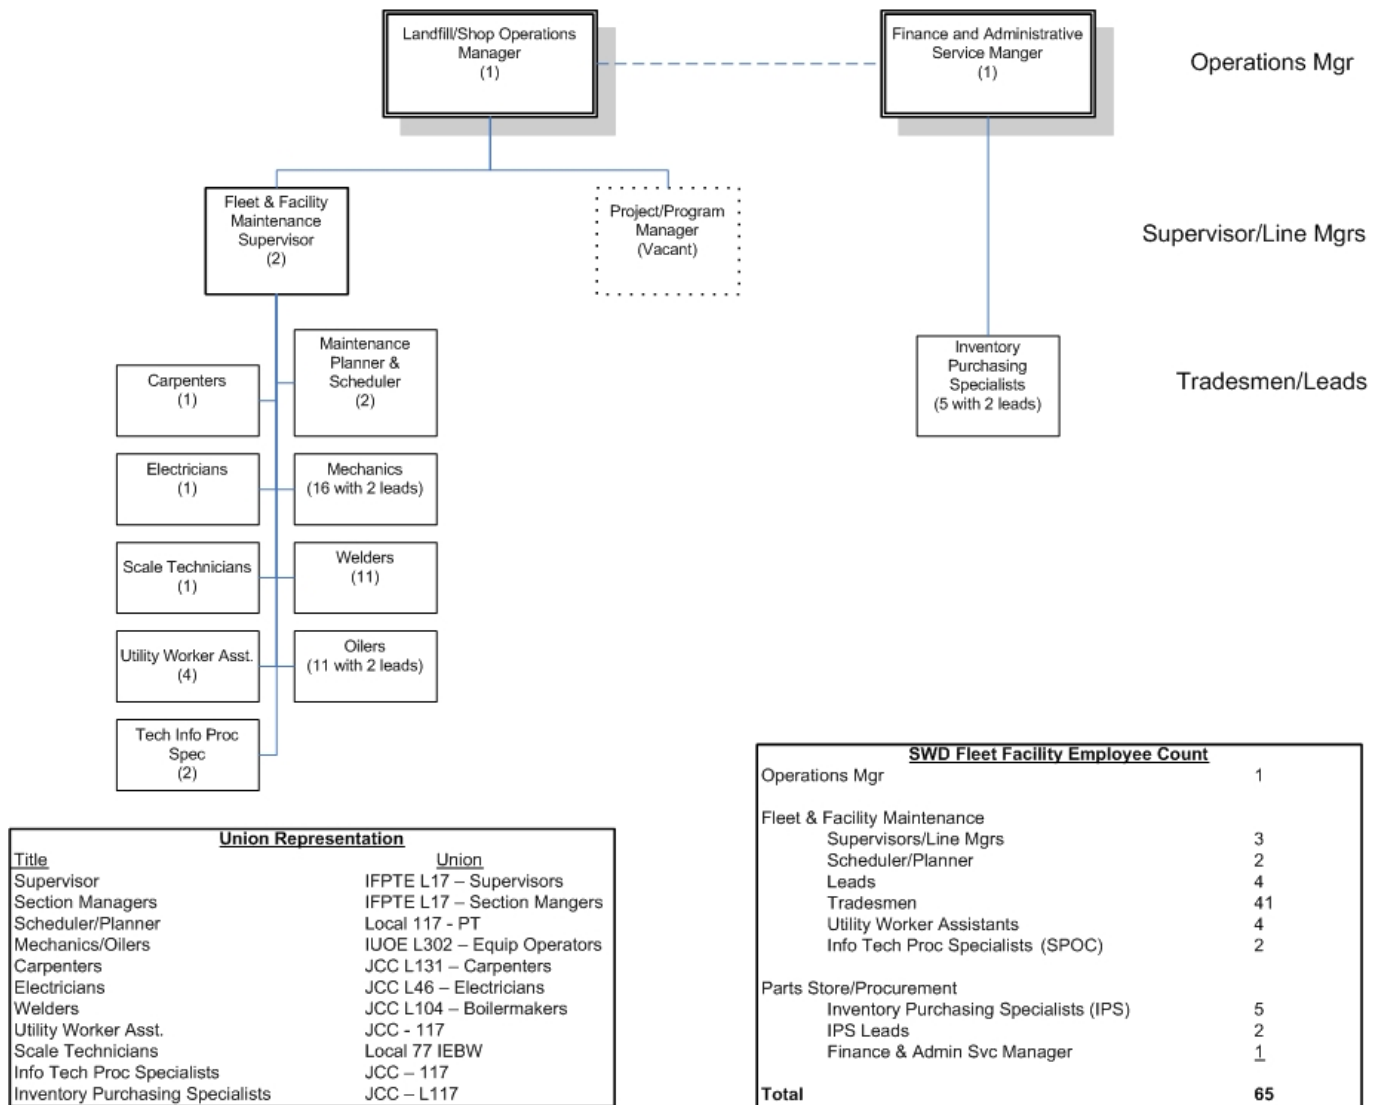 Landfill/Shop Operations
Manager
(1)
Finance and Administrative
Service Manger
(1)
Operations Mgr
Fleet & Facility
Maintenance
Supervisor
(2)
Project/Program
Manager
(Vacant)
Supervisor/Line Mgrs
Maintenance
Planner &
Scheduler
(2)
Carpenters
(1)
Inventory
Purchasing
Specialists
(5 with 2 leads)
Tradesmen/Leads
Electricians
(1)
Mechanics
(16 with 2 leads)
Scale Technicians
(1)
Welders
(11)
Utility Worker Asst.
(4)
Oilers
(11 with 2 leads)
Tech Info Proc
Spec
(2)
Union Representation
Title Union
Supervisor IFPTE L17 – Supervisors
Section Managers IFPTE L17 – Section Mangers
Scheduler/Planner Local 117 - PT
Mechanics/Oilers IUOE L302 – Equip Operators
Carpenters JCC L131 – Carpenters
Electricians JCC L46 – Electricians
Welders JCC L104 – Boilermakers
Utility Worker Asst. JCC - 117
Scale Technicians Local 77 IEBW
Info Tech Proc Specialists JCC – 117
Inventory Purchasing Specialists JCC – L117
SWD Fleet Facility Employee Count
Operations Mgr 1
Fleet & Facility Maintenance
Supervisors/Line Mgrs 3
Scheduler/Planner 2
Leads 4
Tradesmen 41
Utility Worker Assistants 4
Info Tech Proc Specialists (SPOC) 2
Parts Store/Procurement
Inventory Purchasing Specialists (IPS) 5
IPS Leads 2
Finance & Admin Svc Manager 1
Total 65